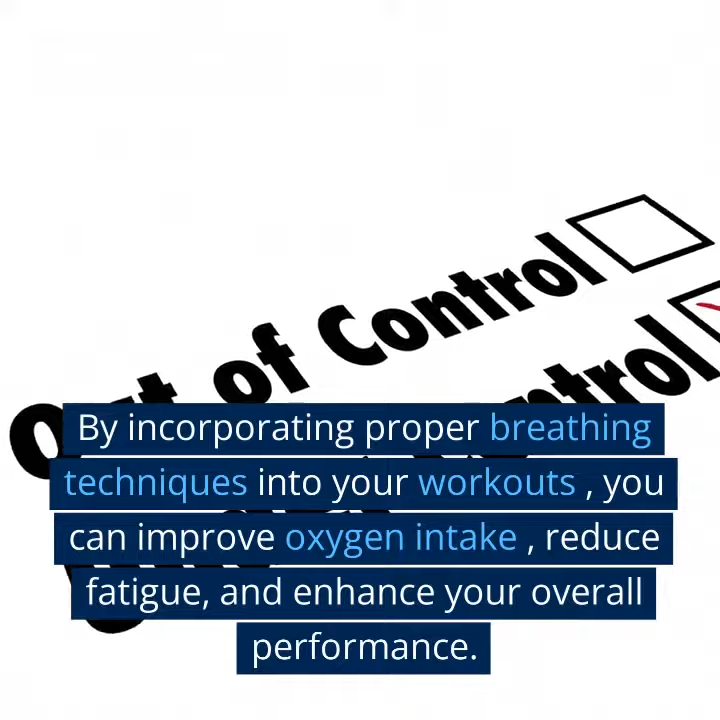 Out of Control
ntrol
By incorporating proper breathing
techniques into your workouts , you
can improve oxygen intake , reduce
fatigue, and enhance your overall
performance.